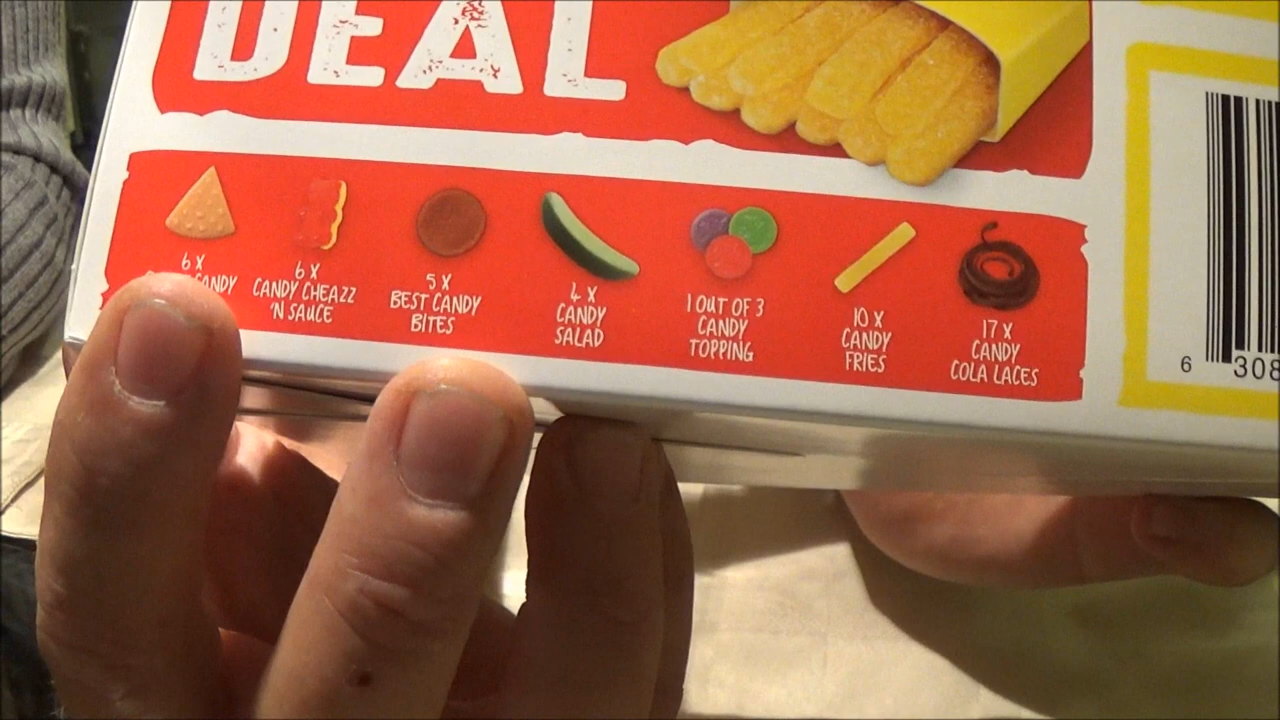 DEAL
6 X
CANDY
6 X
CANDY CHEAZZ
'N SAUCE
5 X
BEST CANDY
BITES
4 X
CANDY
SALAD
1 OUT OF 3
CANDY
TOPPING
10 X
CANDY
FRIES
17 X
CANDY
COLA LACES
6 308